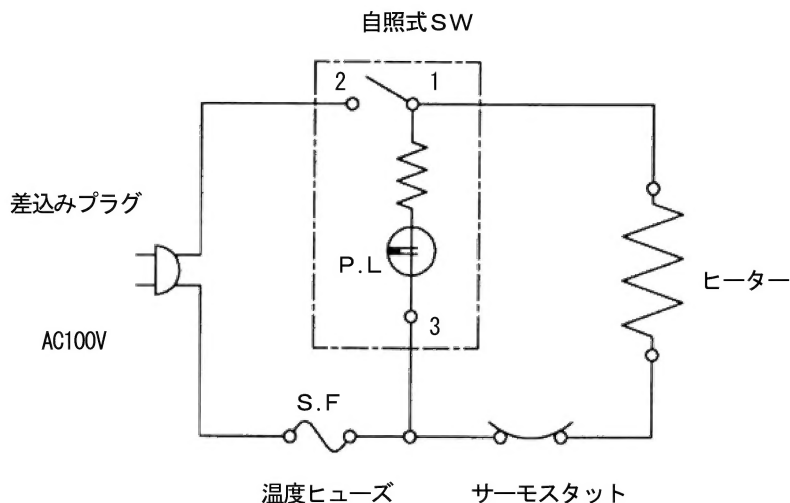 自照式SW
2
1
差込みプラグ
P.L
ヒーター
3
AC100V
S.F
温度ヒューズ
サーモスタット